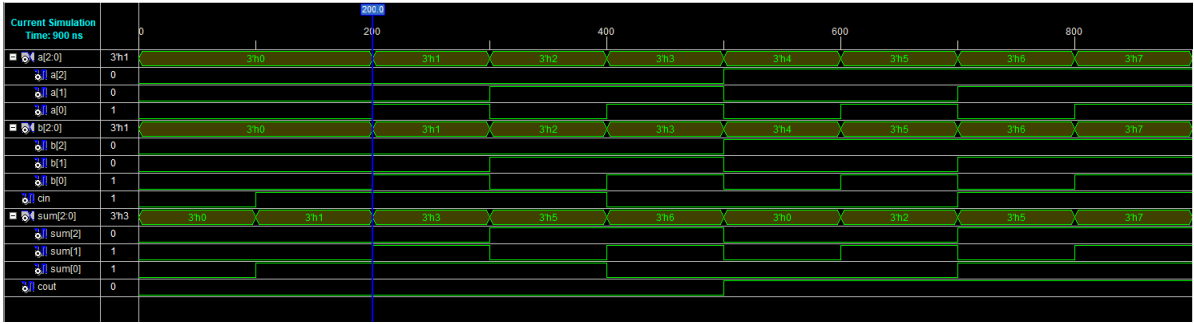 200.0
Current Simulation
Time: 900 ns
0 200 400 600 800
a[2:0] 3'h1 3'h0 3'h1 3'h2 3'h3 3'h4 3'h5 3'h6 3'h7
a[2] 0
a[1] 0
a[0] 1
b[2:0] 3'h1 3'h0 3'h1 3'h2 3'h3 3'h4 3'h5 3'h6 3'h7
b[2] 0
b[1] 0
b[0] 1
cin 1
sum[2:0] 3'h3 3'h0 3'h1 3'h3 3'h5 3'h6 3'h0 3'h2 3'h5 3'h7
sum[2] 0
sum[1] 1
sum[0] 1
cout 0